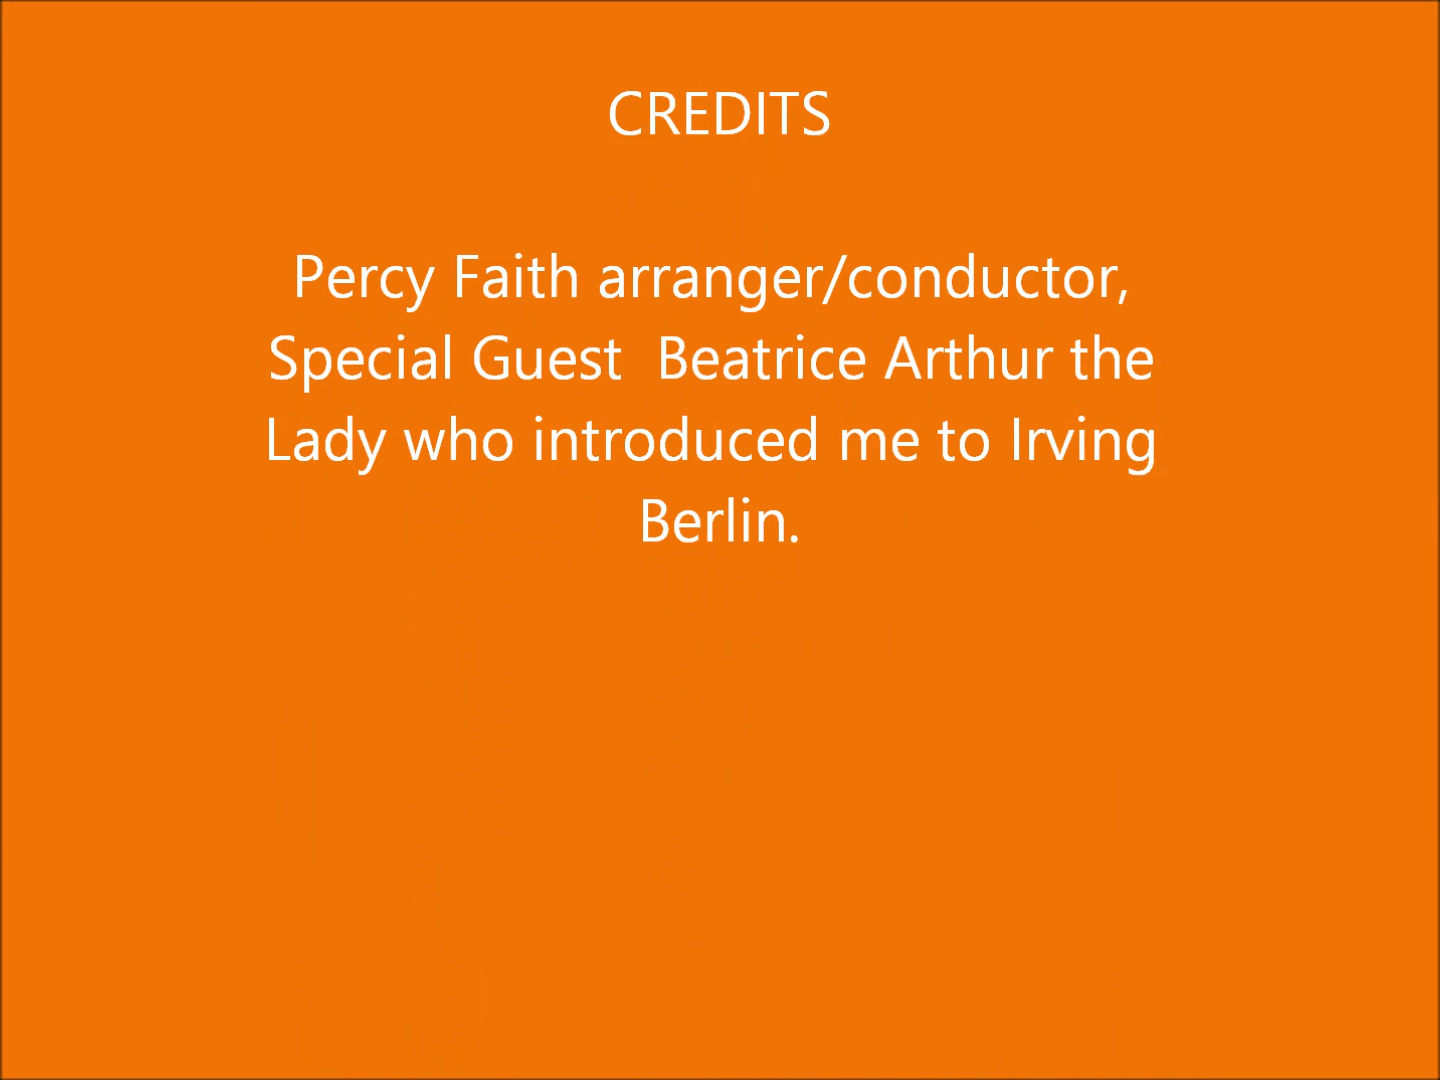 CREDITS
Percy Faith arranger/conductor,
Special Guest  Beatrice Arthur the
Lady who introduced me to Irving
Berlin.